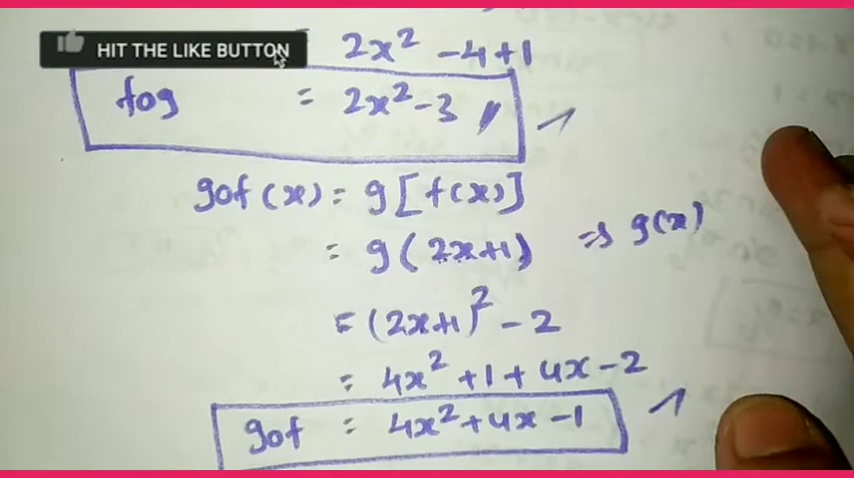 HIT THE LIKE BUTTON
= 2x² - 4 + 1
fog = 2x² - 3
gof(x) = g[f(x)]
= g(2x+1) ⇒ g(x)
= (2x+1)² - 2
= 4x² + 1 + 4x - 2
gof = 4x² + 4x - 1